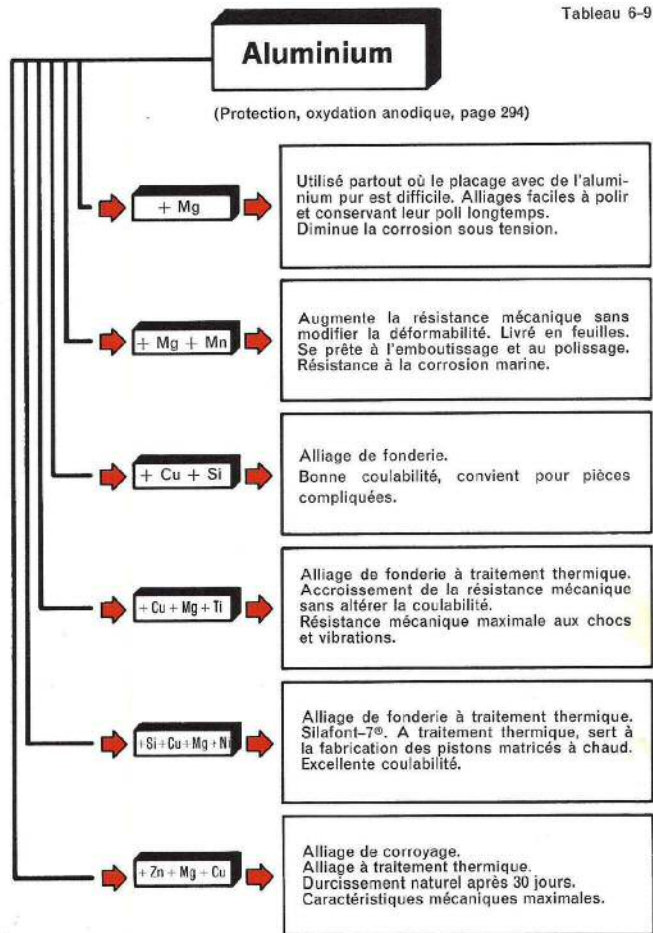 Tableau 6-9
Aluminium
(Protection, oxydation anodique, page 294)
+ Mg
Utilisé partout où le placage avec de l'alumi-
nium pur est difficile. Alliages faciles à polir
et conservant leur poli longtemps.
Diminue la corrosion sous tension.
+ Mg + Mn
Augmente la résistance mécanique sans
modifier la déformabilité. Livré en feuilles.
Se prête à l'emboutissage et au polissage.
Résistance à la corrosion marine.
+ Cu + Si
Alliage de fonderie.
Bonne coulabilité, convient pour pièces
compliquées.
+ Cu + Mg + Ti
Alliage de fonderie à traitement thermique.
Accroissement de la résistance mécanique
sans altérer la coulabilité.
Résistance mécanique maximale aux chocs
et vibrations.
+Si+Cu+Mg+Ni
Alliage de fonderie à traitement thermique.
Silafont-7®. A traitement thermique, sert à
la fabrication des pistons matricés à chaud.
Excellente coulabilité.
+ Zn + Mg + Cu
Alliage de corroyage.
Alliage à traitement thermique.
Durcissement naturel après 30 jours.
Caractéristiques mécaniques maximales.